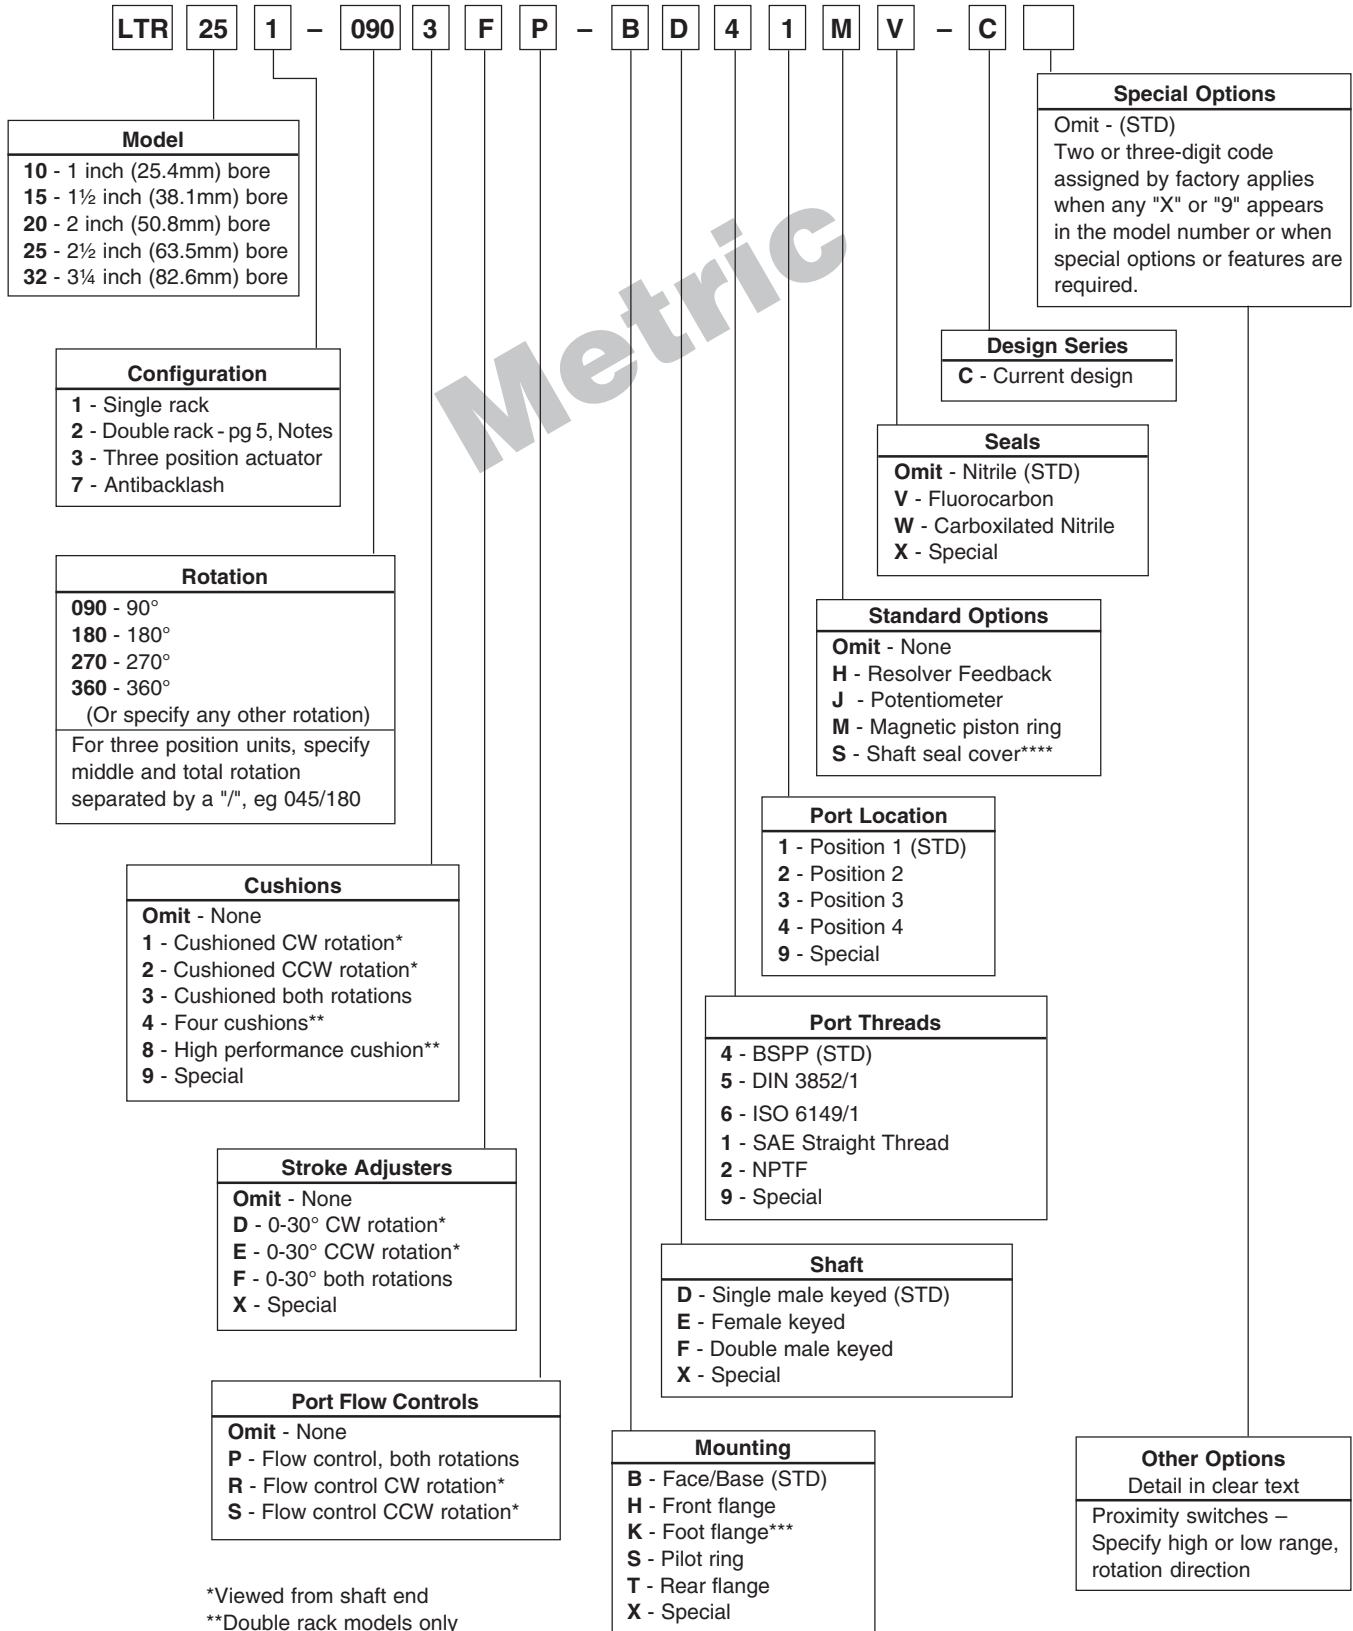 LTR 25 1 – 090 3 F P – B D 4 1 M V – C
Special Options
Omit - (STD)
Two or three-digit code
assigned by factory applies
when any "X" or "9" appears
in the model number or when
special options or features are
required.
Model
10 - 1 inch (25.4mm) bore
15 - 1½ inch (38.1mm) bore
20 - 2 inch (50.8mm) bore
25 - 2½ inch (63.5mm) bore
32 - 3¼ inch (82.6mm) bore
Metric
Design Series
C - Current design
Configuration
1 - Single rack
2 - Double rack - pg 5, Notes
3 - Three position actuator
7 - Antibacklash
Seals
Omit - Nitrile (STD)
V - Fluorocarbon
W - Carboxilated Nitrile
X - Special
Rotation
090 - 90°
180 - 180°
270 - 270°
360 - 360°
(Or specify any other rotation)
For three position units, specify
middle and total rotation
separated by a "/", eg 045/180
Standard Options
Omit - None
H - Resolver Feedback
J - Potentiometer
M - Magnetic piston ring
S - Shaft seal cover****
Port Location
1 - Position 1 (STD)
2 - Position 2
3 - Position 3
4 - Position 4
9 - Special
Cushions
Omit - None
1 - Cushioned CW rotation*
2 - Cushioned CCW rotation*
3 - Cushioned both rotations
4 - Four cushions**
8 - High performance cushion**
9 - Special
Port Threads
4 - BSPP (STD)
5 - DIN 3852/1
6 - ISO 6149/1
1 - SAE Straight Thread
2 - NPTF
9 - Special
Stroke Adjusters
Omit - None
D - 0-30° CW rotation*
E - 0-30° CCW rotation*
F - 0-30° both rotations
X - Special
Shaft
D - Single male keyed (STD)
E - Female keyed
F - Double male keyed
X - Special
Port Flow Controls
Omit - None
P - Flow control, both rotations
R - Flow control CW rotation*
S - Flow control CCW rotation*
Mounting
B - Face/Base (STD)
H - Front flange
K - Foot flange***
S - Pilot ring
T - Rear flange
X - Special
Other Options
Detail in clear text
Proximity switches –
Specify high or low range,
rotation direction
*Viewed from shaft end
**Double rack models only